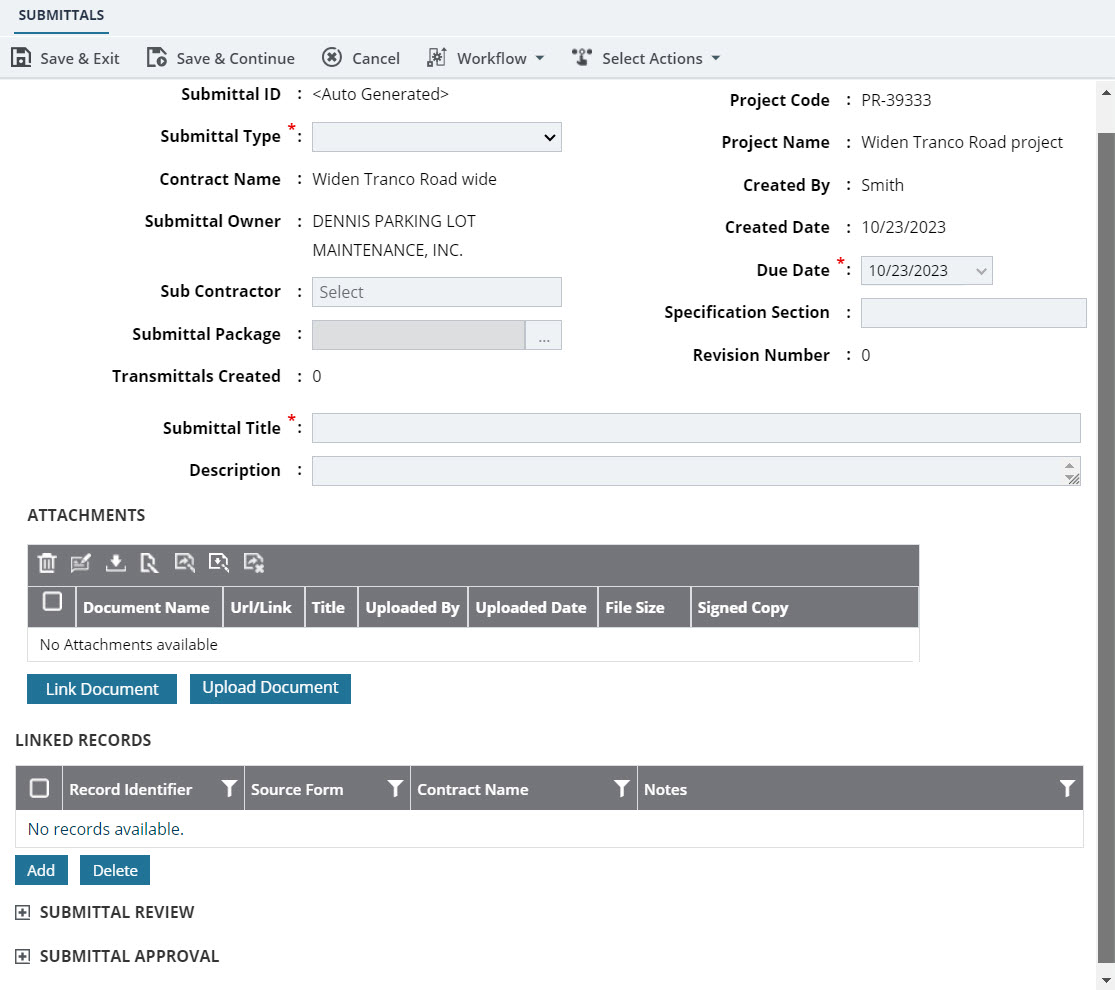 SUBMITTALS
Save & Exit Save & Continue Cancel Workflow Select Actions
Submittal ID : <Auto Generated>
Submittal Type *:
Contract Name : Widen Tranco Road wide
Submittal Owner : DENNIS PARKING LOT
MAINTENANCE, INC.
Sub Contractor : Select
Submittal Package : ...
Transmittals Created : 0
Project Code : PR-39333
Project Name : Widen Tranco Road project
Created By : Smith
Created Date : 10/23/2023
Due Date *: 10/23/2023
Specification Section :
Revision Number : 0
Submittal Title *:
Description :
ATTACHMENTS
Document Name Url/Link Title Uploaded By Uploaded Date File Size Signed Copy
No Attachments available
Link Document Upload Document
LINKED RECORDS
Record Identifier Source Form Contract Name Notes
No records available.
Add Delete
SUBMITTAL REVIEW
SUBMITTAL APPROVAL